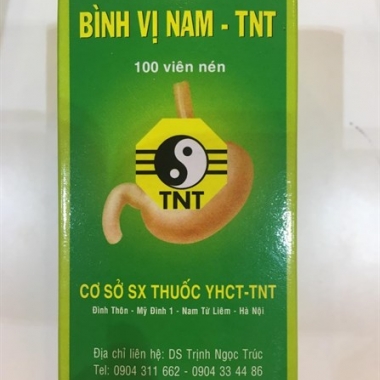 BÌNH VỊ NAM - TNT
100 viên nén
TNT
CƠ SỞ SX THUỐC YHCT-TNT
Đình Thôn - Mỹ Đình 1 - Nam Từ Liêm - Hà Nội
Địa chỉ liên hệ: DS Trịnh Ngọc Trúc
Tel: 0904 311 662 - 0904 33 44 86